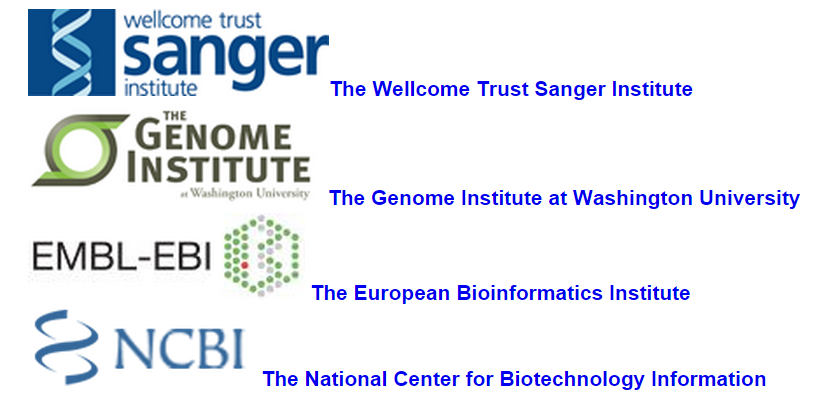 wellcome trust
sanger
institute
The Wellcome Trust Sanger Institute
THE
GENOME
INSTITUTE
at Washington University
The Genome Institute at Washington University
EMBL-EBI
The European Bioinformatics Institute
NCBI
The National Center for Biotechnology Information